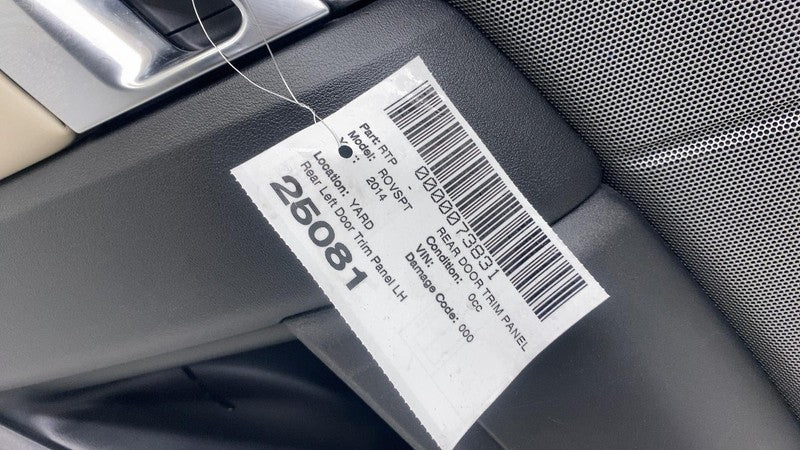 0000073831
Part: RTP - REAR DOOR TRIM PANEL
Model: ROVSPT Condition: 0cc
2014 VIN:
Location: YARD Damage Code: 000
Rear Left Door Trim Panel LH
25081